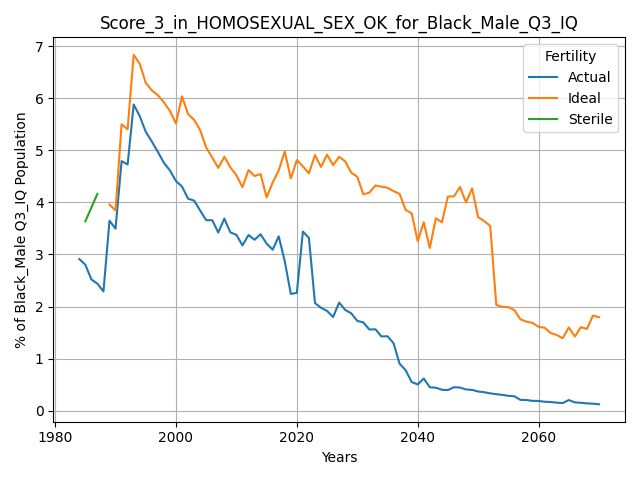 Score_3_in_HOMOSEXUAL_SEX_OK_for_Black_Male_Q3_IQ
Fertility
Actual
Ideal
Sterile
% of Black_Male Q3_IQ Population
7
6
5
4
3
2
1
0
1980 2000 2020 2040 2060
Years